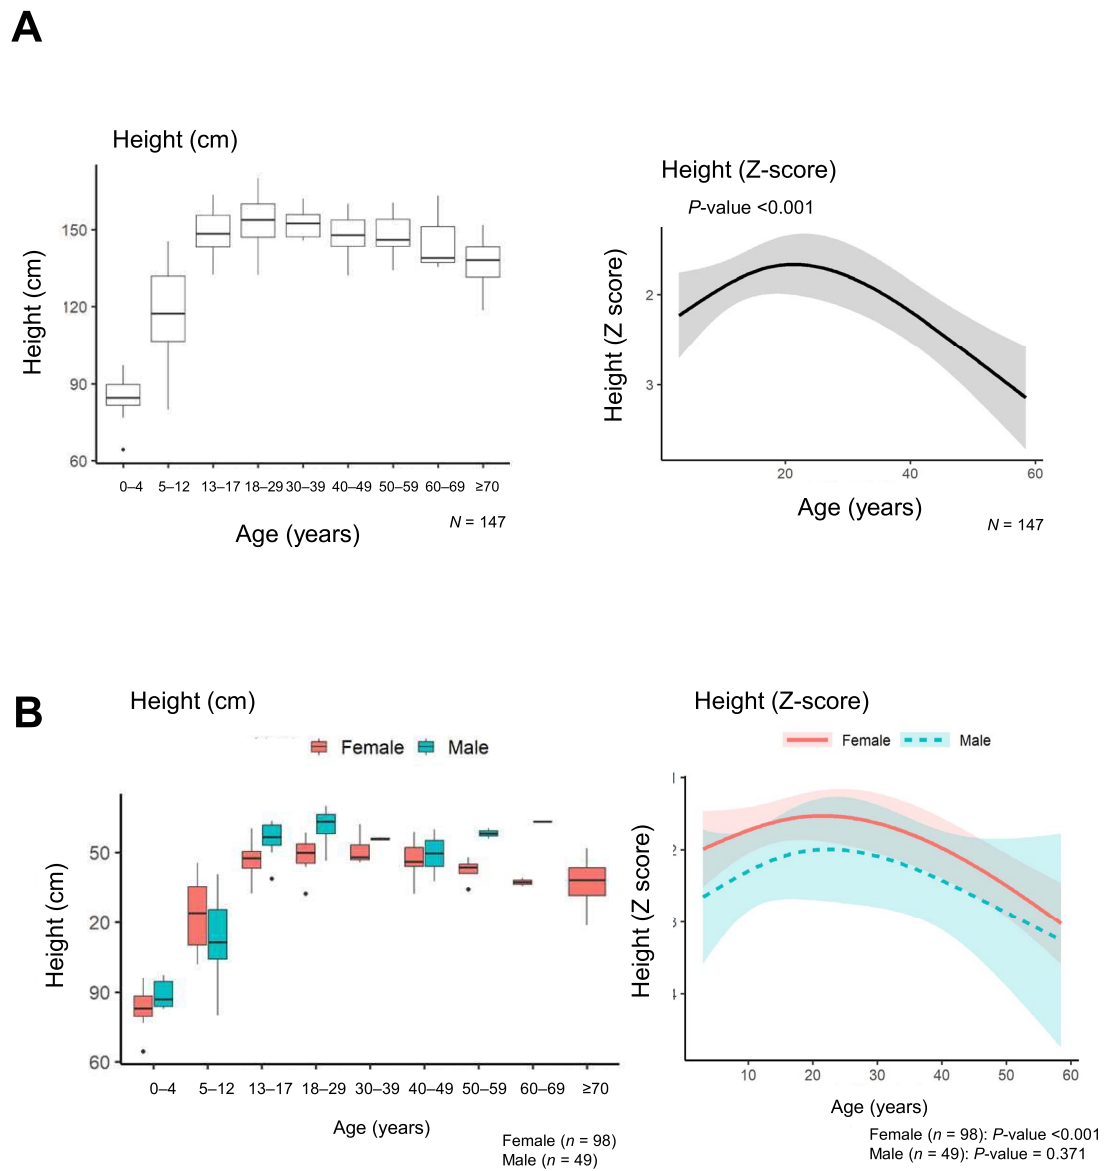 A
Height (cm)
Height (cm)
150
120
90
60
0–4 5–12 13–17 18–29 30–39 40–49 50–59 60–69 ≥70
Age (years)
N = 147
Height (Z-score)
P-value <0.001
Height (Z score)
2
3
20 40 60
Age (years)
N = 147
B
Height (cm)
Female Male
Height (cm)
50
20
90
60
0–4 5–12 13–17 18–29 30–39 40–49 50–59 60–69 ≥70
Age (years)
Female (n = 98)
Male (n = 49)
Height (Z-score)
Female Male
Height (Z score)
2
3
4
10 20 30 40 50 60
Age (years)
Female (n = 98): P-value <0.001
Male (n = 49): P-value = 0.371